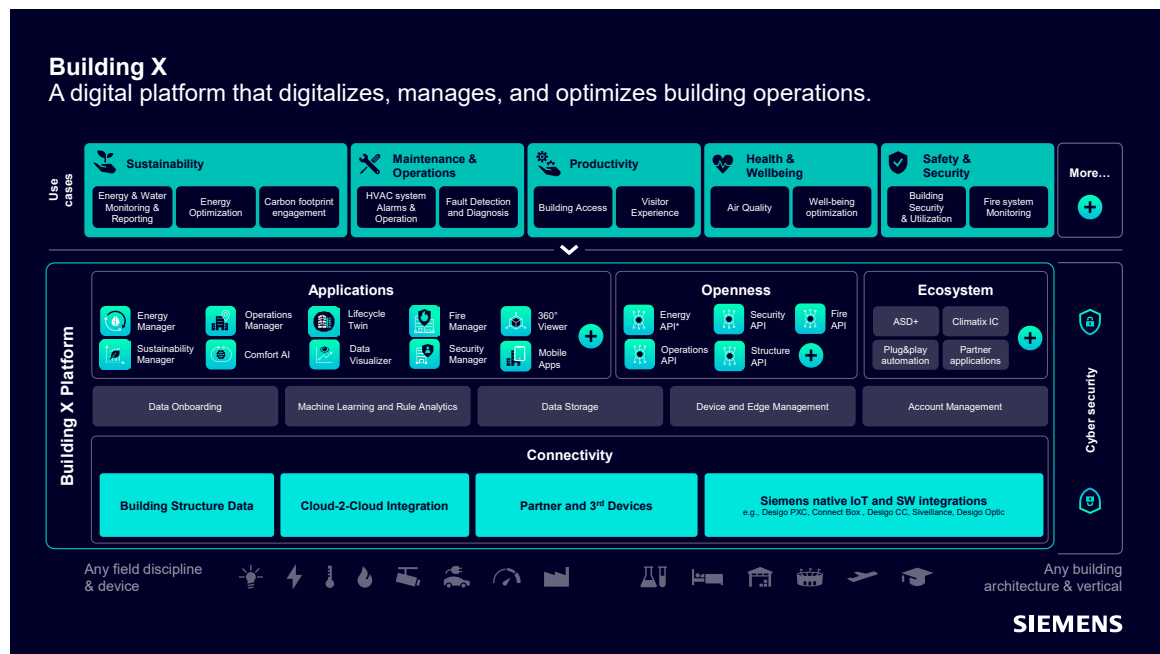 Building X
A digital platform that digitalizes, manages, and optimizes building operations.
Use
cases
Sustainability
Energy & Water
Monitoring &
Reporting
Energy
Optimization
Carbon footprint
engagement
Maintenance &
Operations
HVAC system
Alarms &
Operation
Fault Detection
and Diagnosis
Productivity
Building Access
Visitor
Experience
Health &
Wellbeing
Air Quality
Well-being
optimization
Safety &
Security
Building
Security
& Utilization
Fire system
Monitoring
More...
Building X Platform
Applications
Energy
Manager
Operations
Manager
Lifecycle
Twin
Fire
Manager
360°
Viewer
Sustainability
Manager
Comfort AI
Data
Visualizer
Security
Manager
Mobile
Apps
Openness
Energy
API*
Security
API
Fire
API
Operations
API
Structure
API
Ecosystem
ASD+
Climatix IC
Plug&play
automation
Partner
applications
Data Onboarding
Machine Learning and Rule Analytics
Data Storage
Device and Edge Management
Account Management
Connectivity
Building Structure Data
Cloud-2-Cloud Integration
Partner and 3rd Devices
Siemens native IoT and SW integrations
e.g., Desigo PXC, Connect Box , Desigo CC, Siveillance, Desigo Optic
Cyber security
Any field discipline
& device
Any building
architecture & vertical
SIEMENS